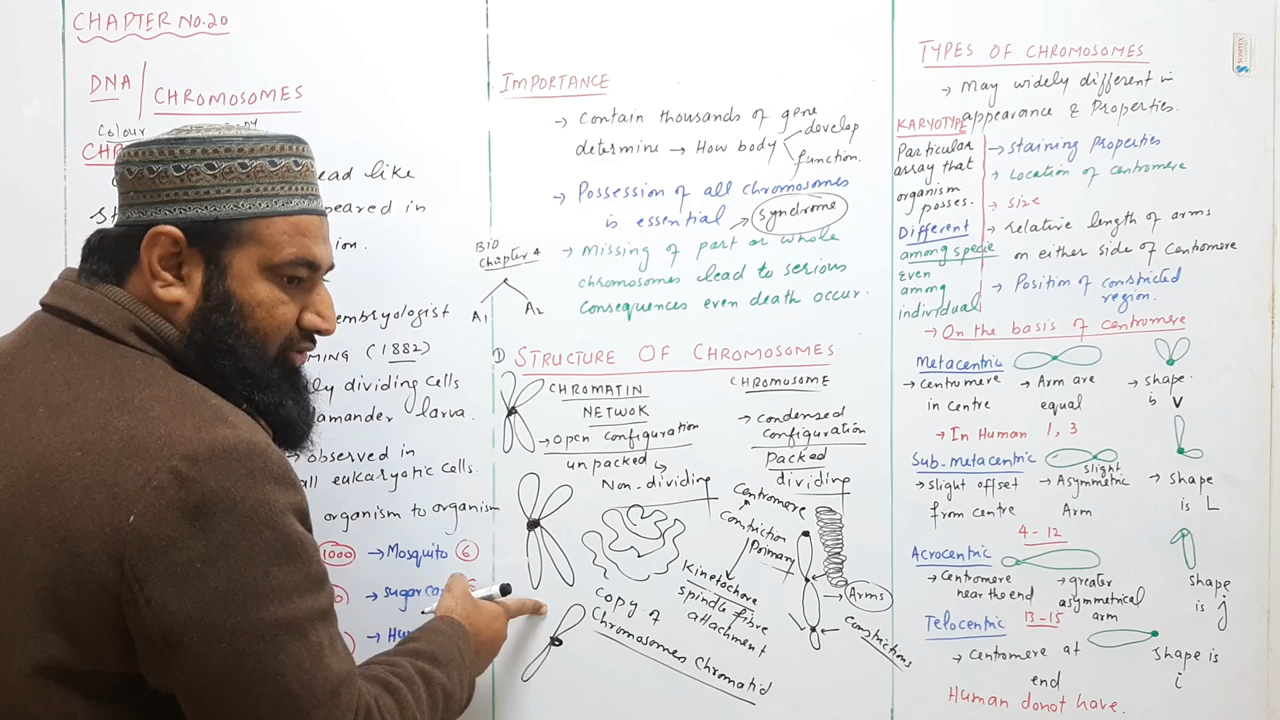 CHAPTER NO.20
DNA
CHROMOSOMES
Colour
ead like
peared in
ion.
embryologist
MING (1882)
ly dividing cells
amander larva.
observed in
all eukaryotic cells.
organism to organism
1000 → Mosquito 6
→ sugar
IMPORTANCE
→ Contain thousands of gene
determine → How body
develop
function.
→ Possession of all chromosomes
is essential → syndrome
Bio
Chapter 4
A1
A2
→ Missing of part or whole
chromosomes lead to serious
consequences even death occur.
① STRUCTURE OF CHROMOSOMES
CHROMATIN
NETWOK
→ Open configuration
unpacked
Non-dividing
CHROMOSOME
→ condensed
configuration
Packed
dividing
Centromere
Constriction
Primary
Kinetochore
spindle fibre
attachment
→ Arms
Constrictions
copy of
Chromosomes Chromatid
TYPES OF CHROMOSOMES
→ May widely different in
appearance & Properties.
KARYOTYPE
Particular
array that
organism
posses.
Different
among specie
Even
among
individual
→ staining properties
→ Location of centromere
→ size
→ relative length of arms
on either side of centromere
→ Position of constricted
region.
→ On the basis of centromere
Metacentric
→ centromere
in centre
→ Arm are
equal
→ shape
is V
→ In Human 1, 3
Sub-metacentric
→ slight offset
from centre
→ slight
Asymmetric
Arm
→ shape
is L
4-12
Acrocentric
→ centromere
near the end
→ greater
asymmetrical
arm
shape
is j
13-15
Telocentric
→ centromere at
end
shape is
i
Human donot have.